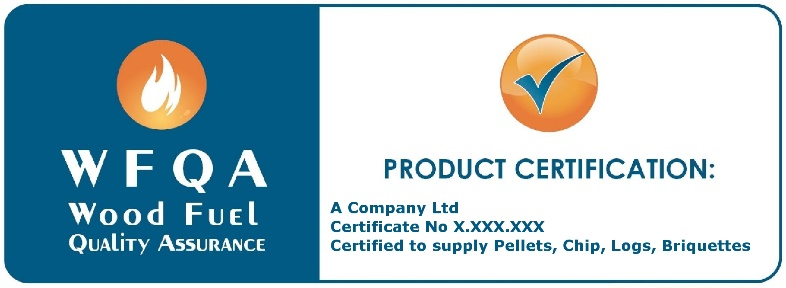 WFQA
Wood Fuel
Quality Assurance
PRODUCT CERTIFICATION:
A Company Ltd
Certificate No X.XXX.XXX
Certified to supply Pellets, Chip, Logs, Briquettes